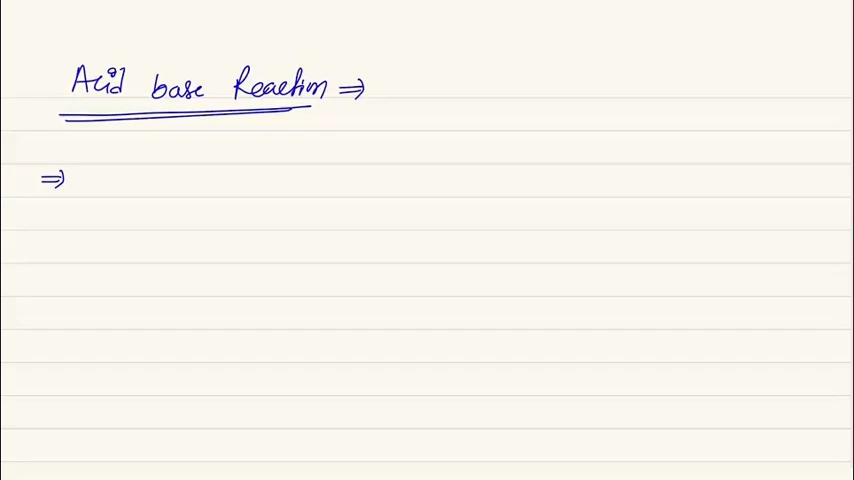 Acid base Reaction ⇒
⇒